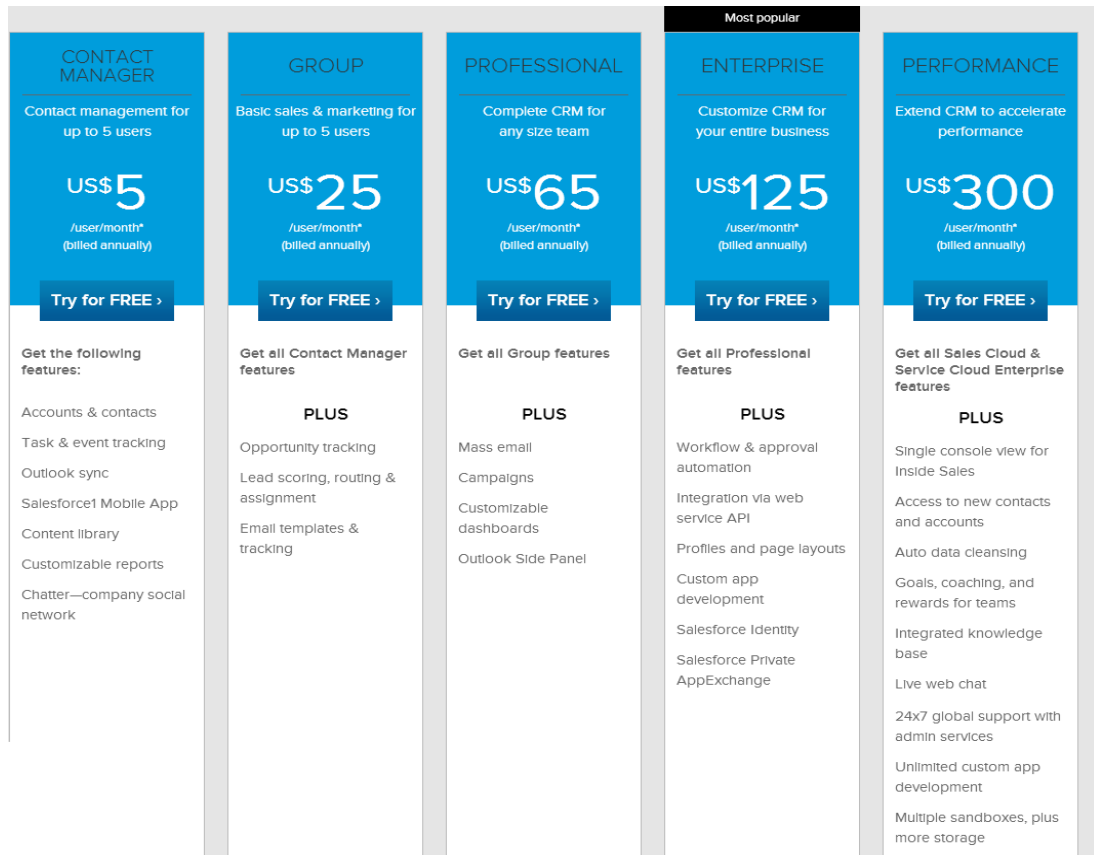 Most popular
CONTACT
MANAGER
Contact management for
up to 5 users
US$5
/user/month*
(billed annually)
Try for FREE ›
Get the following
features:
Accounts & contacts
Task & event tracking
Outlook sync
Salesforce1 Mobile App
Content library
Customizable reports
Chatter—company social
network
GROUP
Basic sales & marketing for
up to 5 users
US$25
/user/month*
(billed annually)
Try for FREE ›
Get all Contact Manager
features
PLUS
Opportunity tracking
Lead scoring, routing &
assignment
Email templates &
tracking
PROFESSIONAL
Complete CRM for
any size team
US$65
/user/month*
(billed annually)
Try for FREE ›
Get all Group features
PLUS
Mass email
Campaigns
Customizable
dashboards
Outlook Side Panel
ENTERPRISE
Customize CRM for
your entire business
US$125
/user/month*
(billed annually)
Try for FREE ›
Get all Professional
features
PLUS
Workflow & approval
automation
Integration via web
service API
Profiles and page layouts
Custom app
development
Salesforce Identity
Salesforce Private
AppExchange
PERFORMANCE
Extend CRM to accelerate
performance
US$300
/user/month*
(billed annually)
Try for FREE ›
Get all Sales Cloud &
Service Cloud Enterprise
features
PLUS
Single console view for
Inside Sales
Access to new contacts
and accounts
Auto data cleansing
Goals, coaching, and
rewards for teams
Integrated knowledge
base
Live web chat
24x7 global support with
admin services
Unlimited custom app
development
Multiple sandboxes, plus
more storage